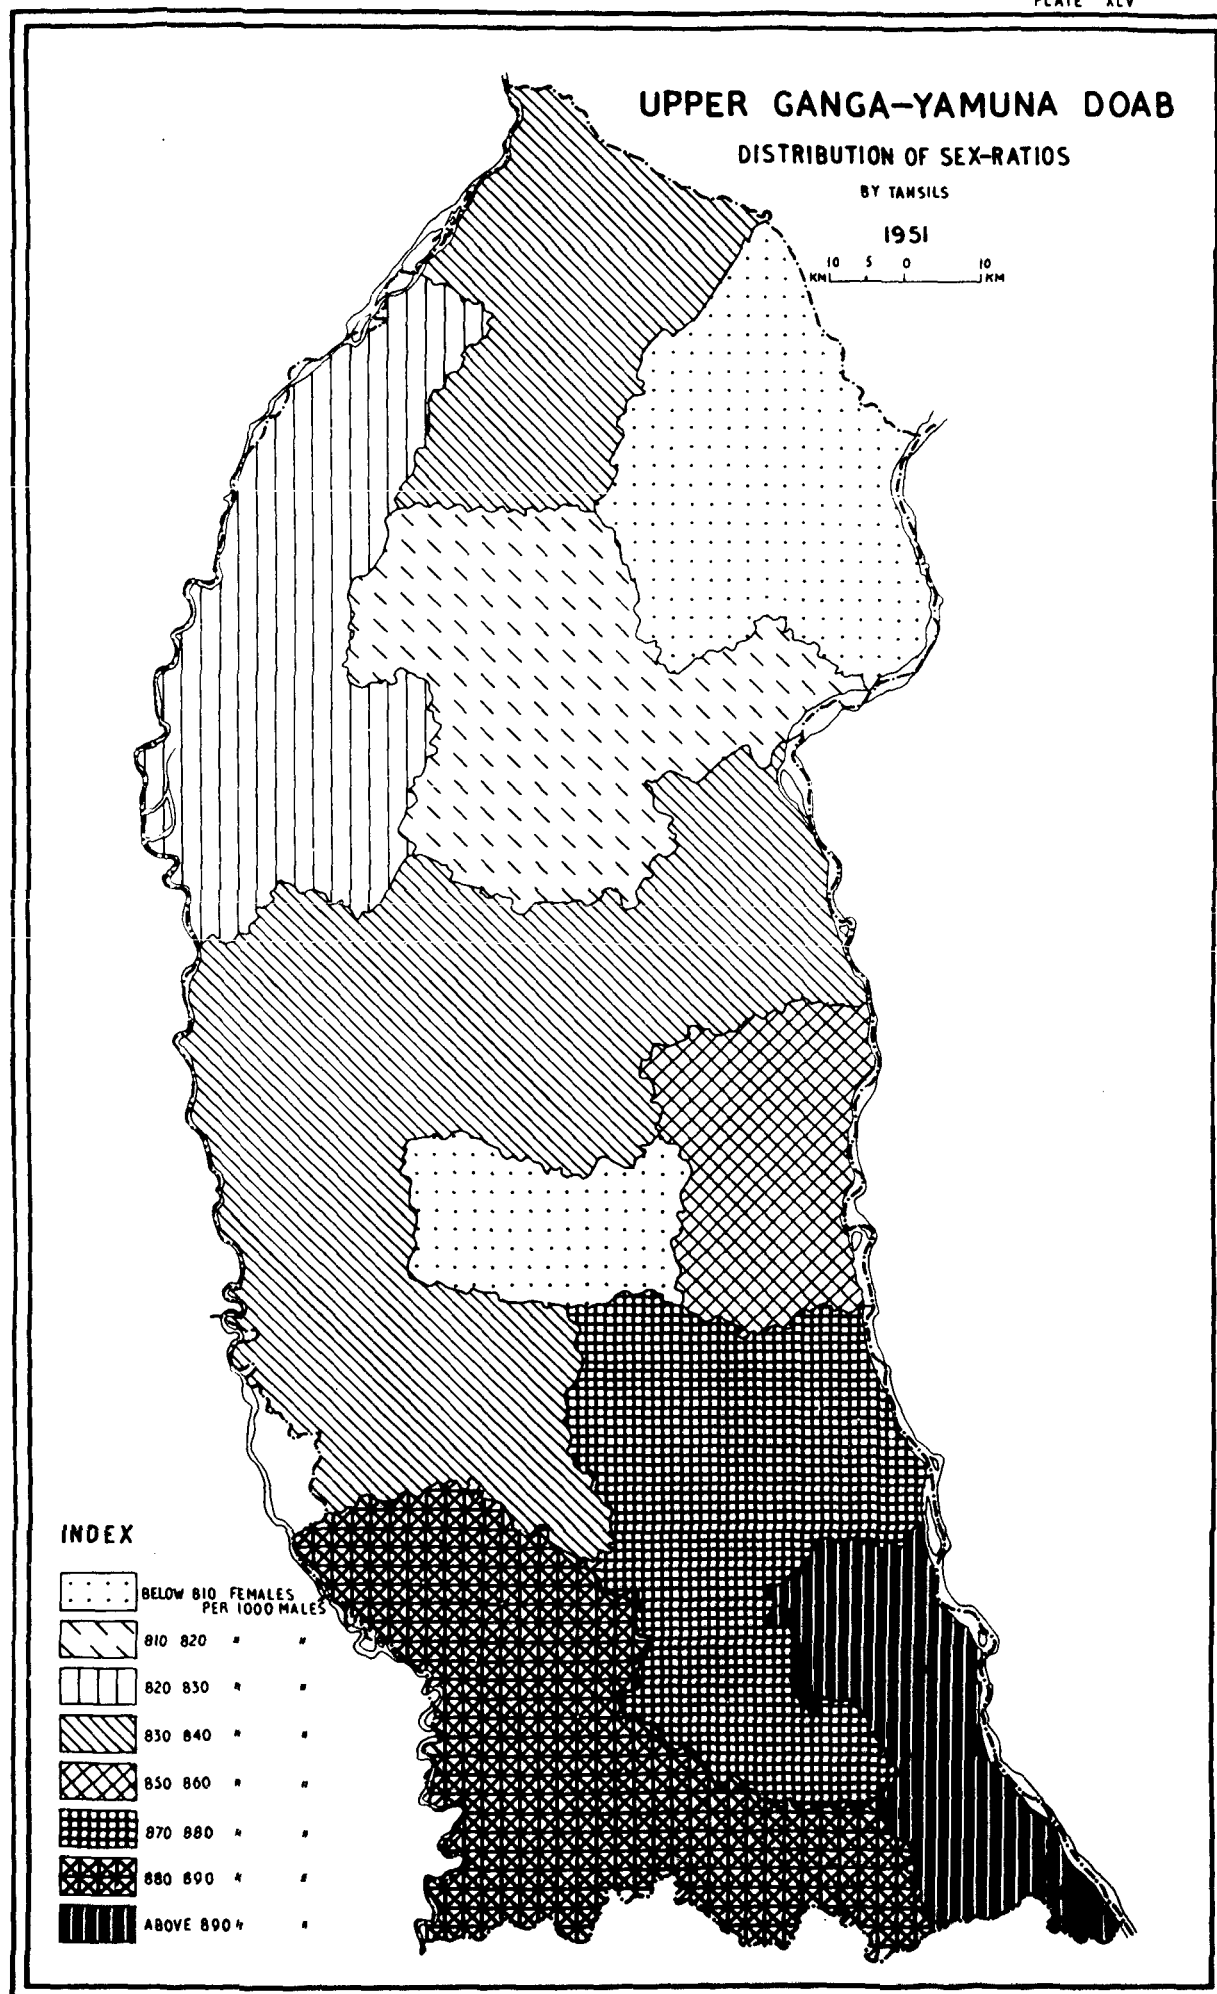 PLATE XLV
UPPER GANGA–YAMUNA DOAB
DISTRIBUTION OF SEX-RATIOS
BY TAHSILS
1951
10 5 0 10
KM KM
INDEX
BELOW 810 FEMALES
PER 1000 MALES
810 820 " "
820 830 " "
830 840 " "
850 860 " "
870 880 " "
880 890 " "
ABOVE 890 " "